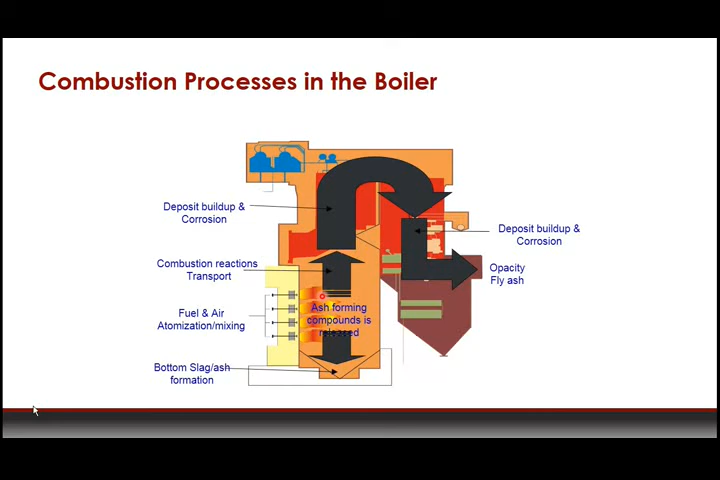 Combustion Processes in the Boiler
Deposit buildup &
Corrosion
Deposit buildup &
Corrosion
Combustion reactions
Transport
Opacity
Fly ash
Fuel & Air
Atomization/mixing
Ash forming
compounds is
released
Bottom Slag/ash
formation